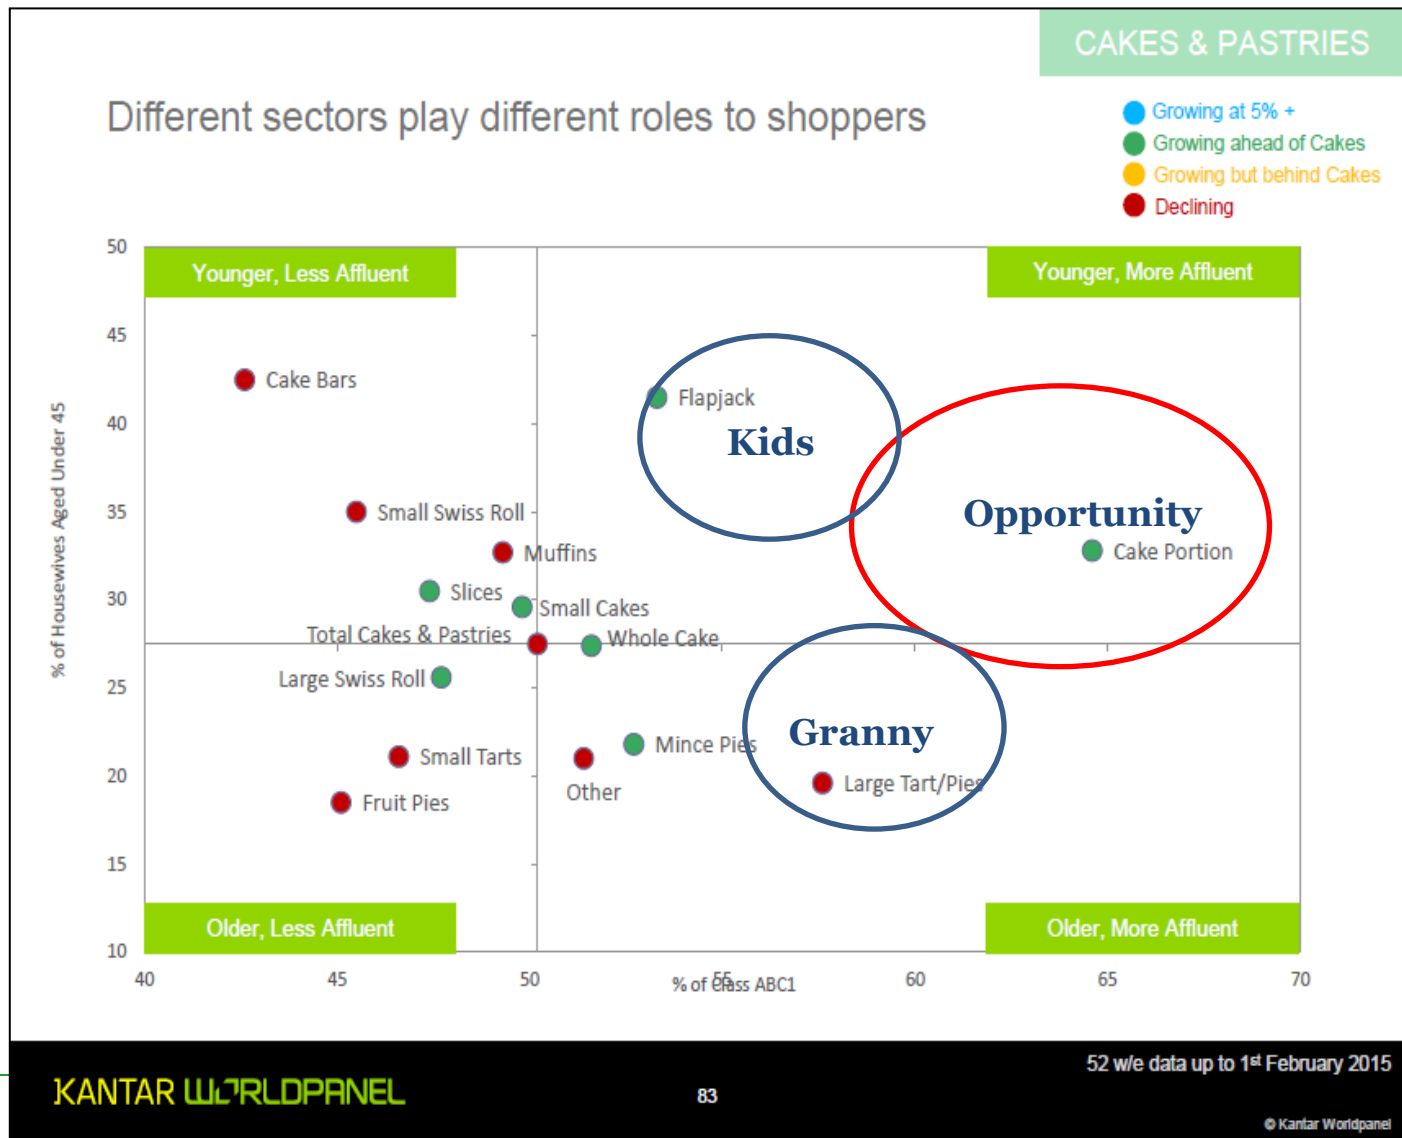 CAKES & PASTRIES
Different sectors play different roles to shoppers
Growing at 5% +
Growing ahead of Cakes
Growing but behind Cakes
Declining
50
45
40
35
30
25
20
15
10
% of Housewives Aged Under 45
Younger, Less Affluent
Younger, More Affluent
Cake Bars
Flapjack
Kids
Small Swiss Roll
Opportunity
Muffins
Cake Portion
Slices
Small Cakes
Total Cakes & Pastries
Whole Cake
Large Swiss Roll
Granny
Mince Pies
Small Tarts
Large Tart/Pies
Other
Fruit Pies
Older, Less Affluent
Older, More Affluent
40
45
50
55
60
65
70
% of Class ABC1
52 w/e data up to 1st February 2015
KANTAR WORLDPANEL
83
© Kantar Worldpanel